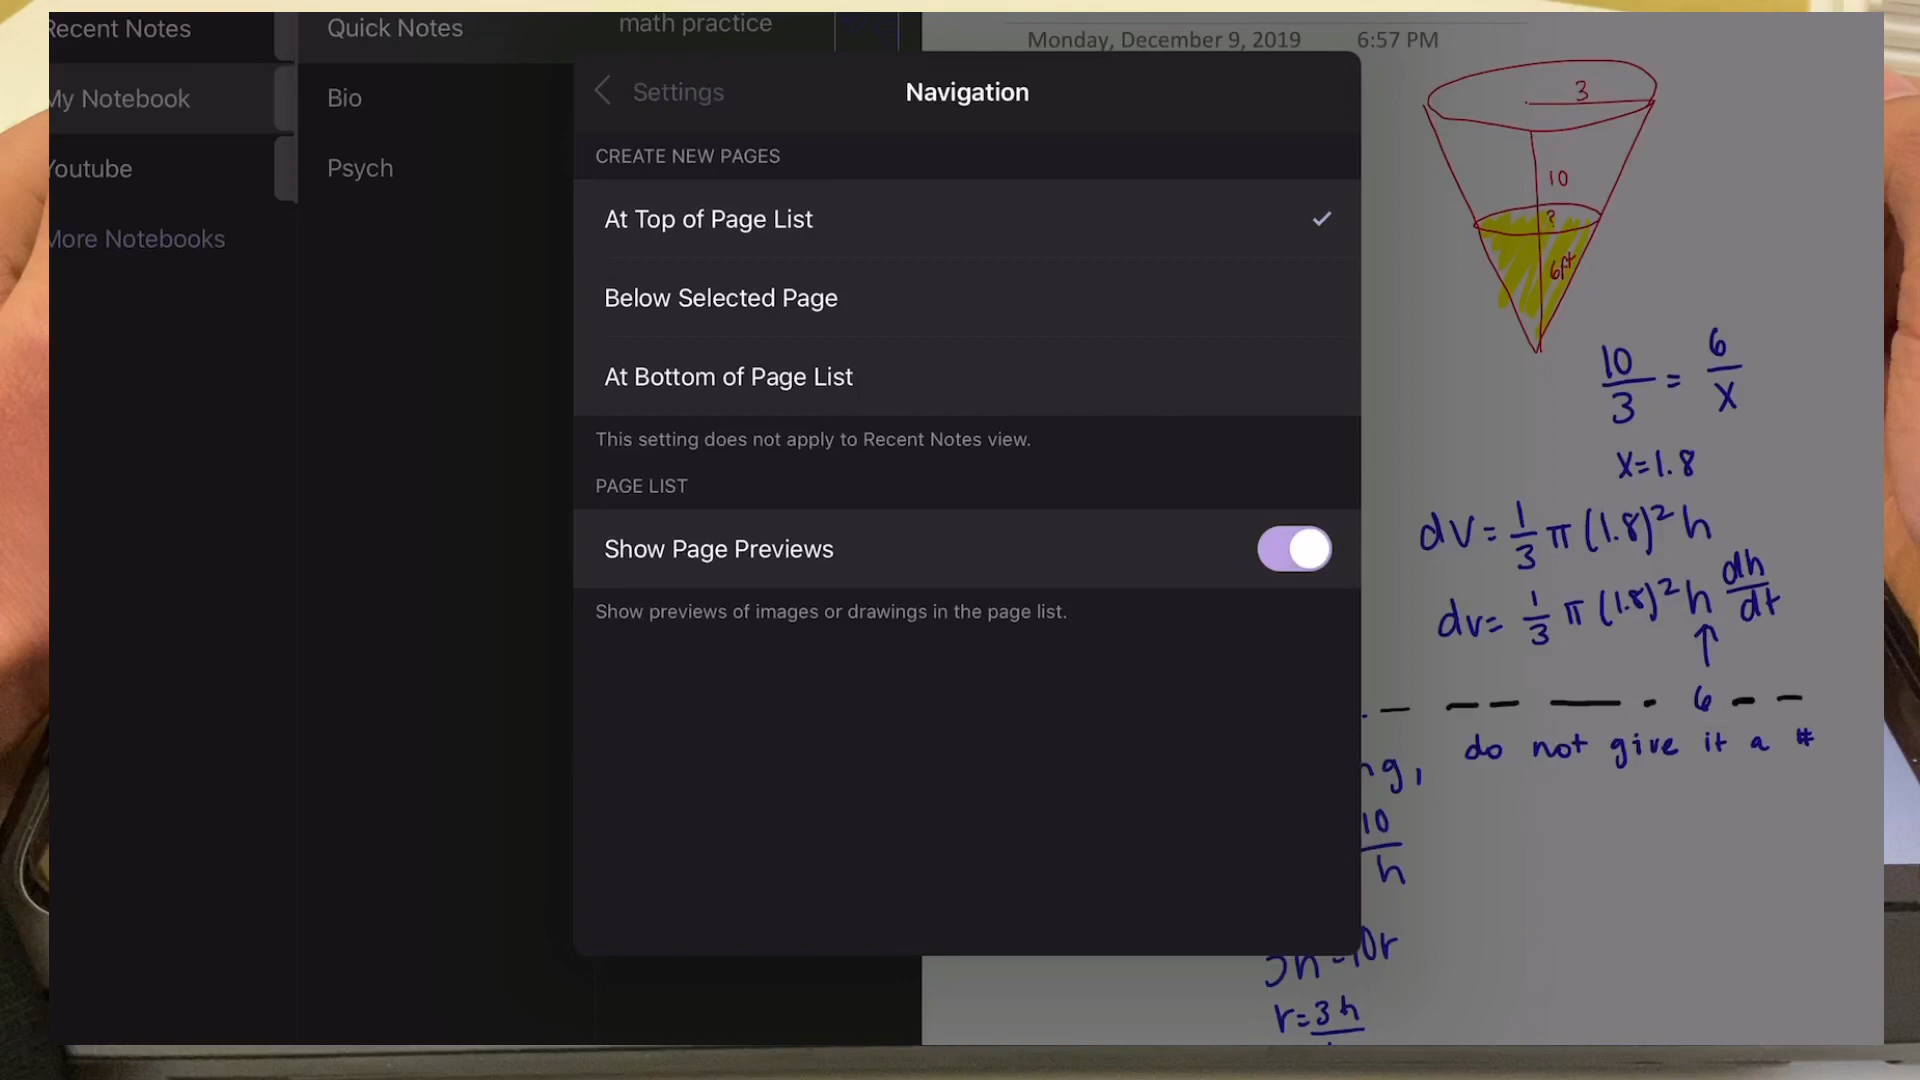 Recent Notes
My Notebook
Youtube
More Notebooks
Quick Notes
Bio
Psych
math practice
Settings
Navigation
CREATE NEW PAGES
At Top of Page List
Below Selected Page
At Bottom of Page List
This setting does not apply to Recent Notes view.
PAGE LIST
Show Page Previews
Show previews of images or drawings in the page list.
Monday, December 9, 2019 6:57 PM
3
10
?
6ft
10/3 = 6/x
x=1.8
dV = 1/3 π (1.8)² h
dv = 1/3 π (1.8)² h dh/dt
↑
6
do not give it a #
10
h
3h = 10r
r = 3h